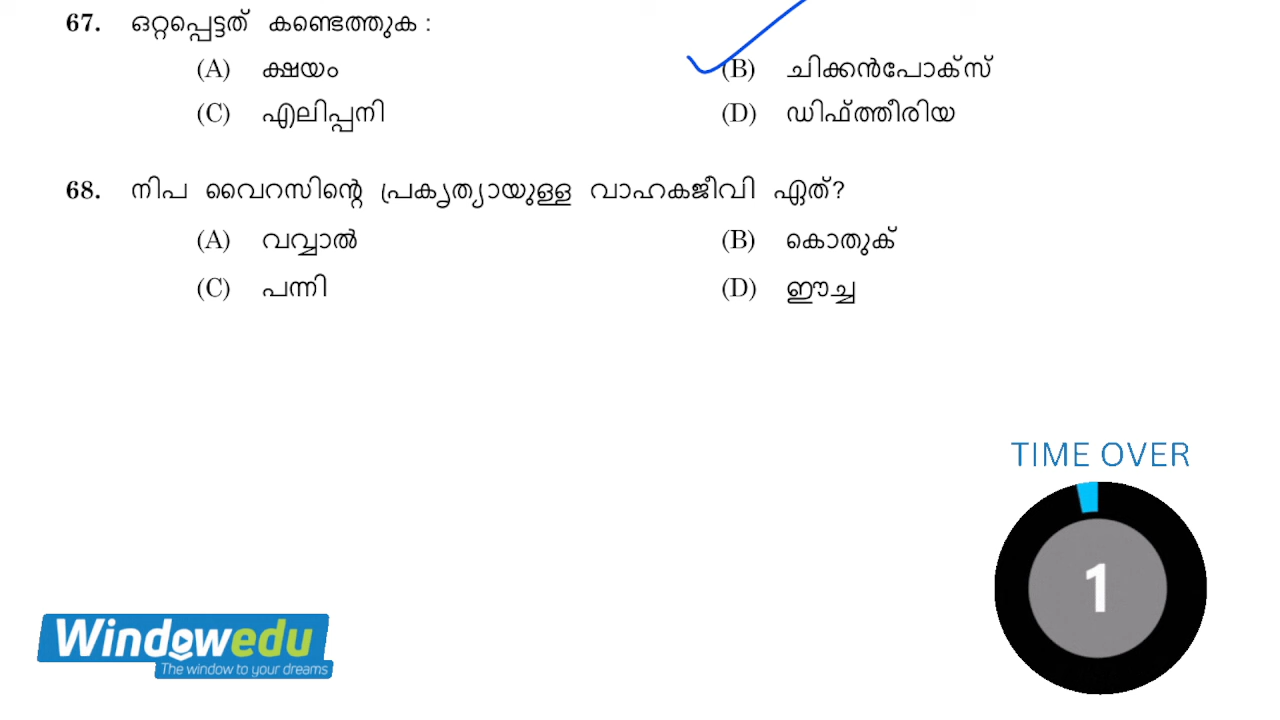 67. ഒറ്റപ്പെട്ടത് കണ്ടെത്തുക :
(A) ക്ഷയം (B) ചിക്കൻപോക്സ്
(C) എലിപ്പനി (D) ഡിഫ്ത്തീരിയ
68. നിപ വൈറസിന്റെ പ്രകൃത്യായുള്ള വാഹകജീവി ഏത്?
(A) വവ്വാൽ (B) കൊതുക്
(C) പന്നി (D) ഈച്ച
TIME OVER
1
Windowedu
The window to your dreams